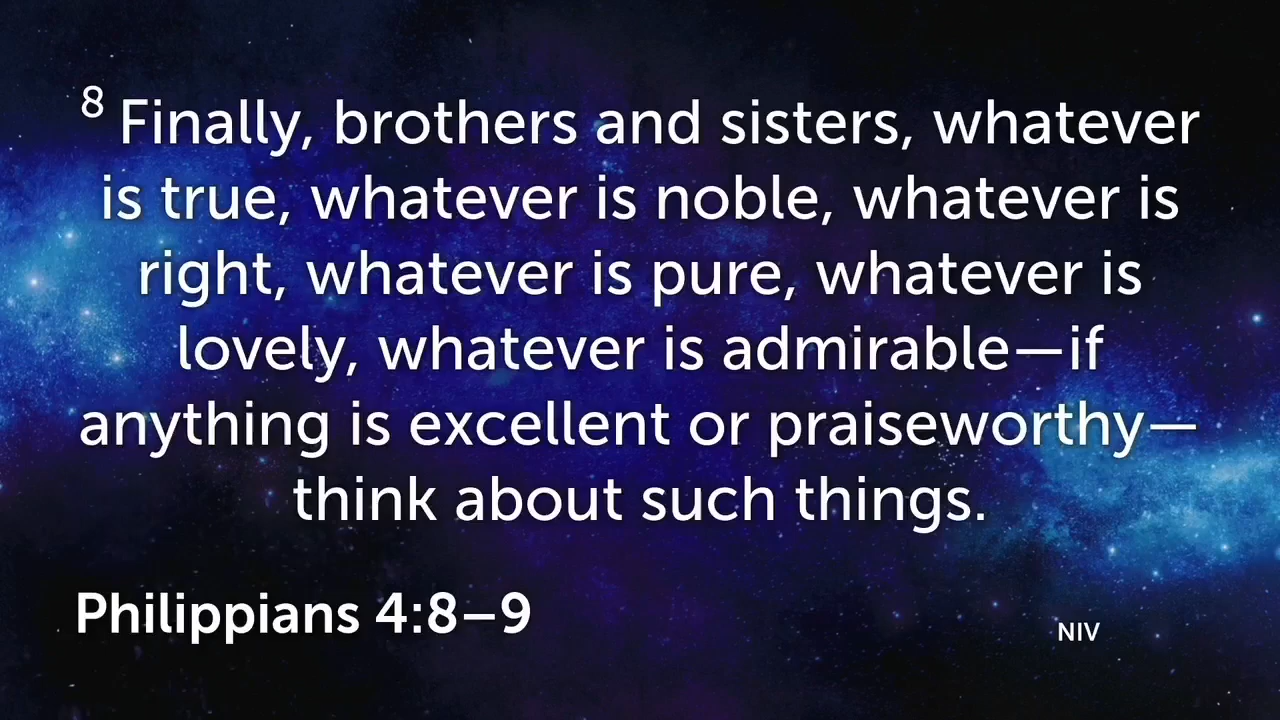 8 Finally, brothers and sisters, whatever
is true, whatever is noble, whatever is
right, whatever is pure, whatever is
lovely, whatever is admirable—if
anything is excellent or praiseworthy—
think about such things.
Philippians 4:8–9
NIV